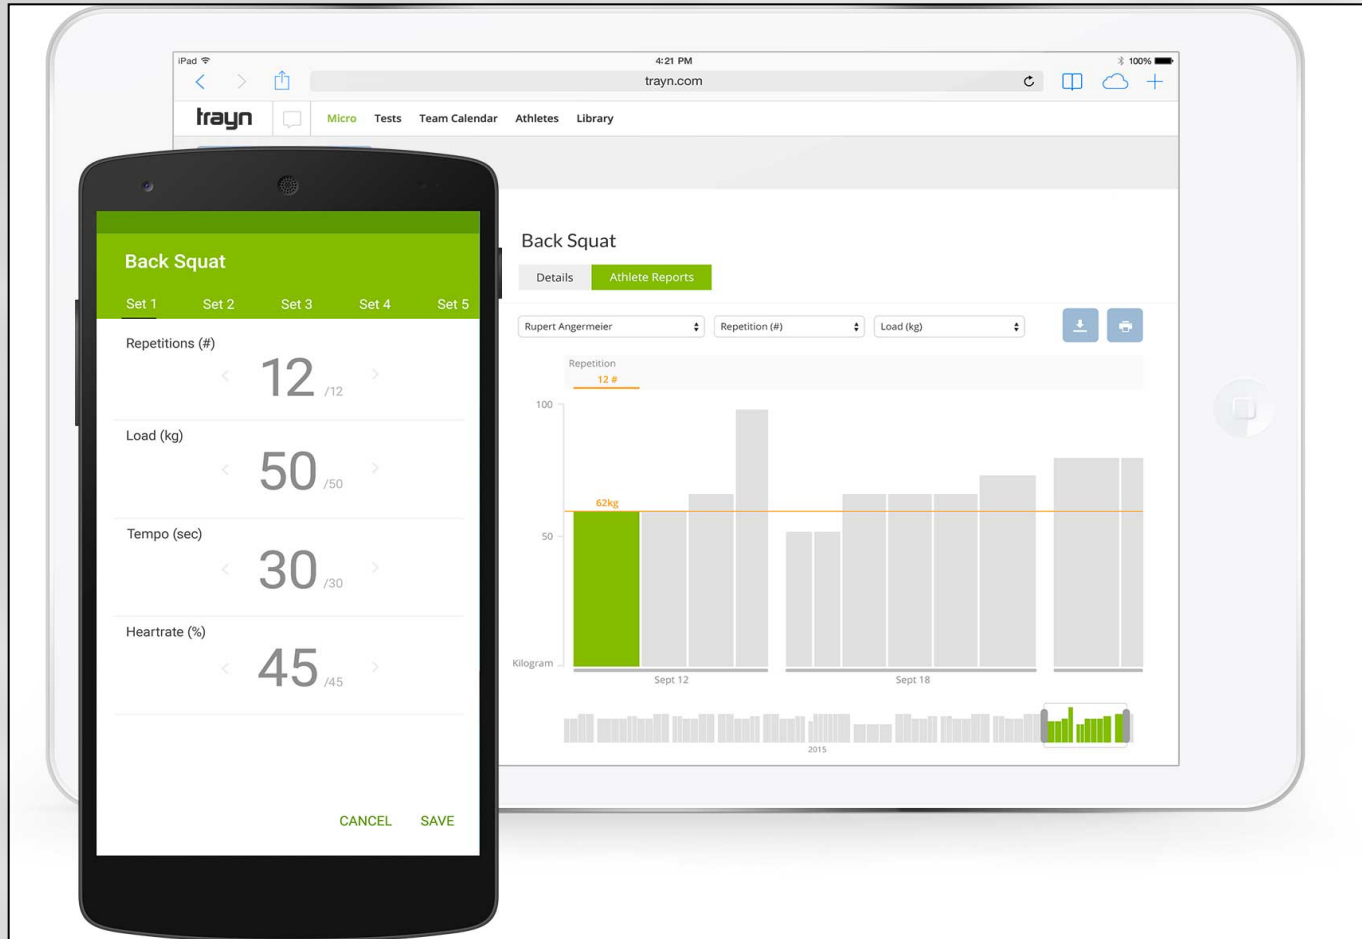 iPad 4:21 PM 100%
trayn.com
trayn Micro Tests Team Calendar Athletes Library
Back Squat
Details Athlete Reports
Rupert Angermeier Repetition (#) Load (kg)
Repetition
12 #
100
62kg
50
Kilogram
Sept 12 Sept 18
2015
Back Squat
Set 1 Set 2 Set 3 Set 4 Set 5
Repetitions (#)
12 /12
Load (kg)
50 /50
Tempo (sec)
30 /30
Heartrate (%)
45 /45
CANCEL SAVE